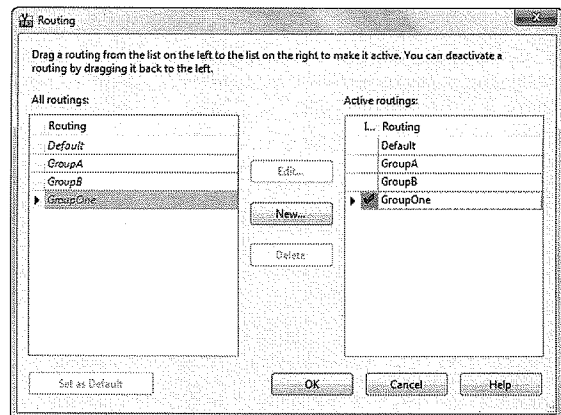 Routing
Drag a routing from the list on the left to the list on the right to make it active. You can deactivate a
routing by dragging it back to the left.
All routings:
Active routings:
Routing
Default
GroupA
GroupB
GroupOne
I... Routing
Default
GroupA
GroupB
GroupOne
Edit...
New...
Delete
Set as Default
OK
Cancel
Help